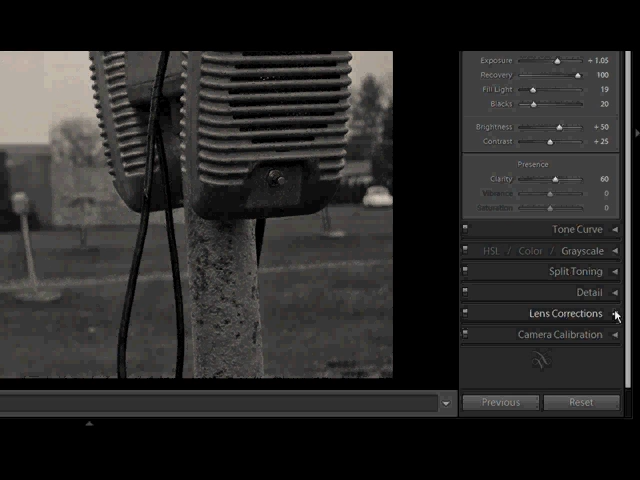 Exposure + 1.05
Recovery 100
Fill Light 19
Blacks 20
Brightness + 50
Contrast + 25
Presence
Clarity 60
Vibrance 0
Saturation 0
Tone Curve
HSL / Color / Grayscale
Split Toning
Detail
Lens Corrections
Camera Calibration
Previous Reset